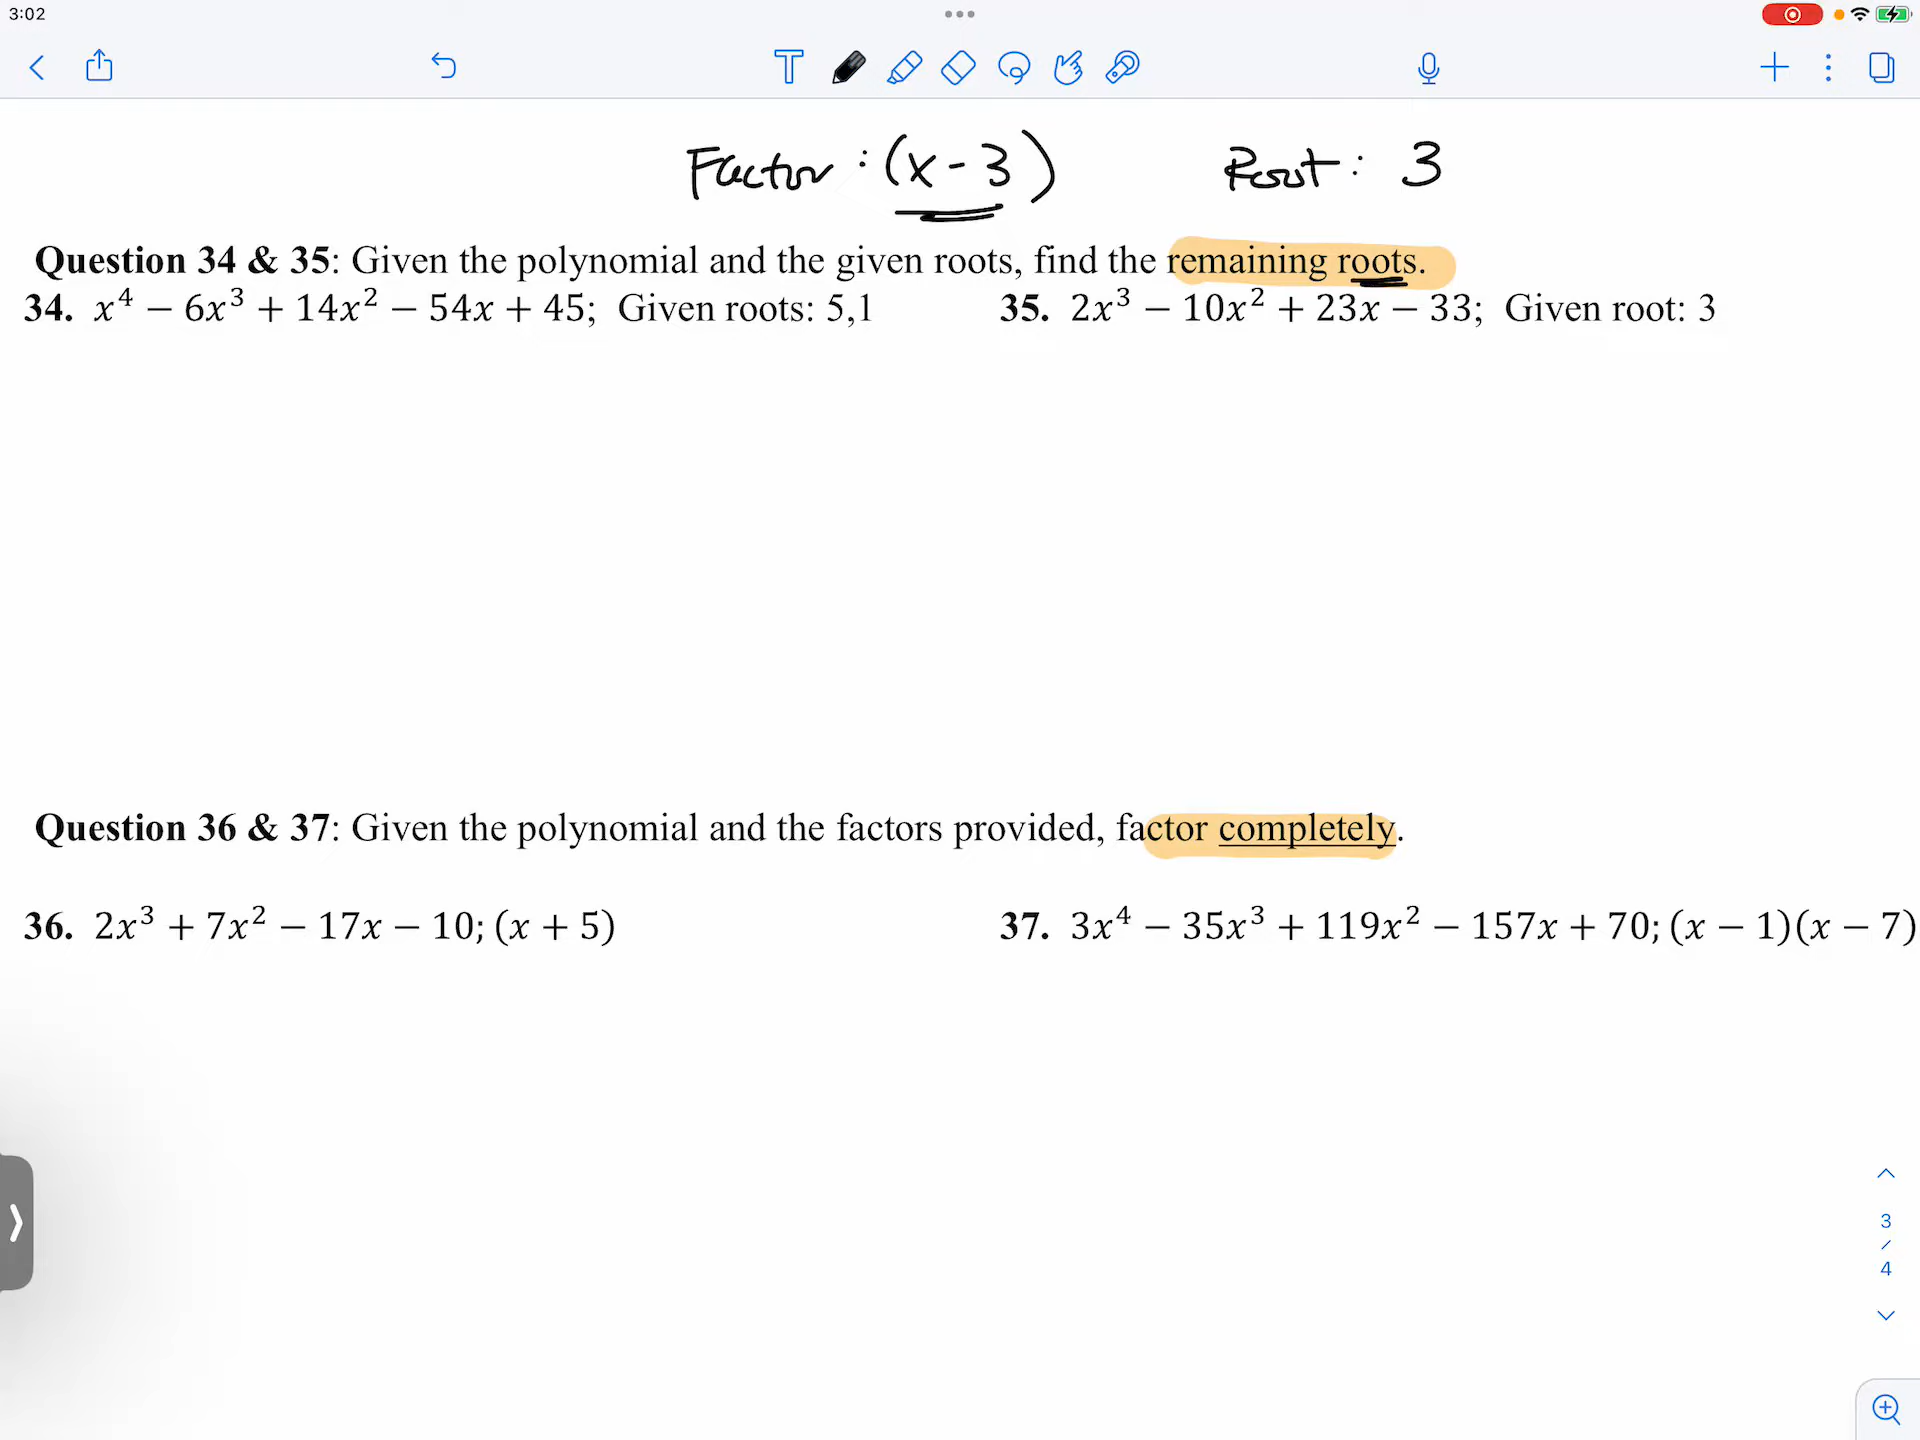 3:02
Factor : (x - 3) Root : 3
Question 34 & 35: Given the polynomial and the given roots, find the remaining roots.
34. x⁴ − 6x³ + 14x² − 54x + 45; Given roots: 5,1
35. 2x³ − 10x² + 23x − 33; Given root: 3
Question 36 & 37: Given the polynomial and the factors provided, factor completely.
36. 2x³ + 7x² − 17x − 10; (x + 5)
37. 3x⁴ − 35x³ + 119x² − 157x + 70; (x − 1)(x − 7)
3
/
4